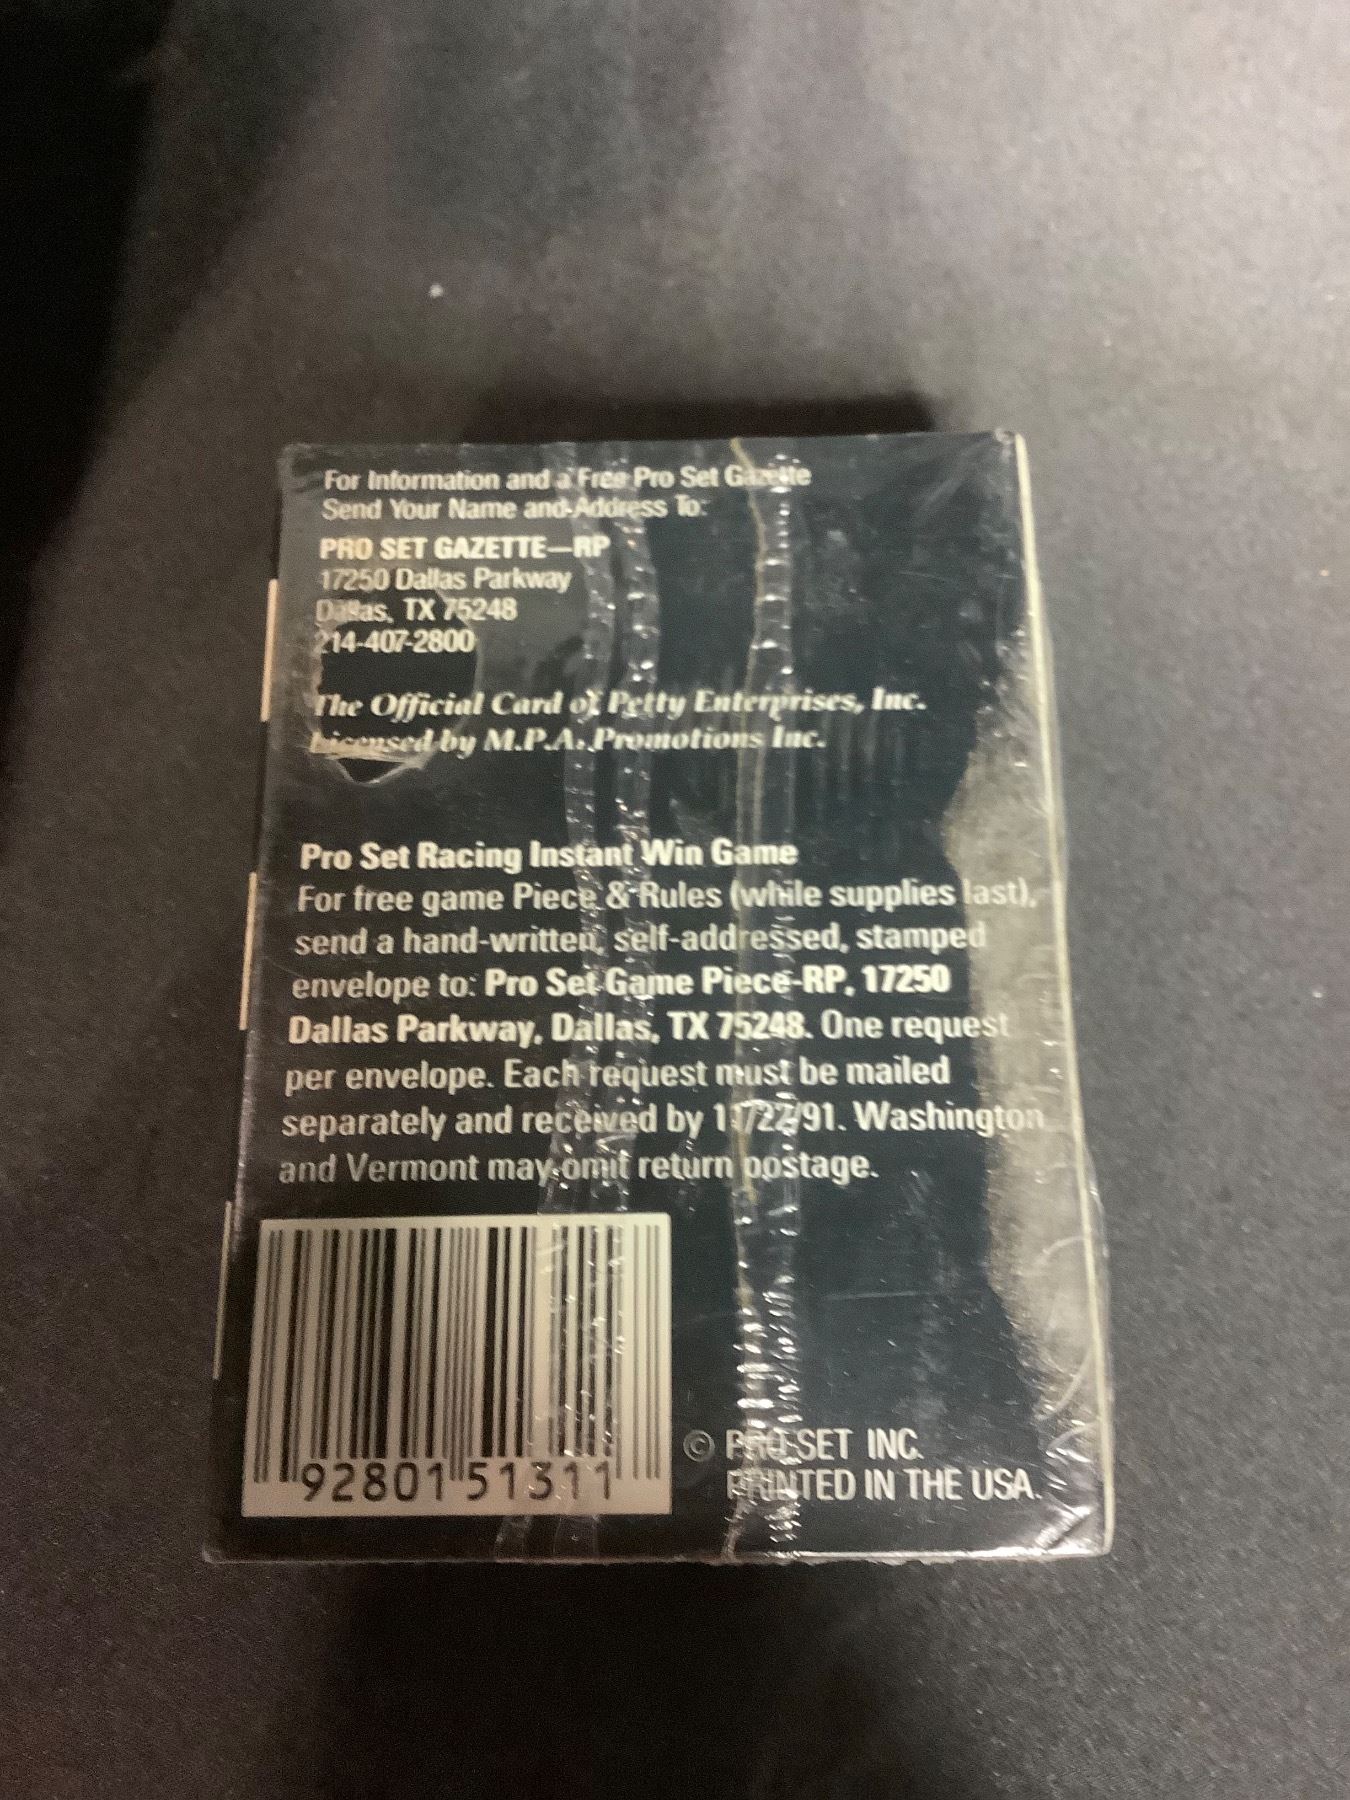 For Information and a Free Pro Set Gazette
Send Your Name and Address To:
PRO SET GAZETTE—RP
17250 Dallas Parkway
Dallas, TX 75248
214-407-2800
The Official Card of Petty Enterprises, Inc.
Licensed by M.P.A. Promotions Inc.
Pro Set Racing Instant Win Game
For free game Piece & Rules (while supplies last),
send a hand-written, self-addressed, stamped
envelope to: Pro Set Game Piece-RP, 17250
Dallas Parkway, Dallas, TX 75248. One request
per envelope. Each request must be mailed
separately and received by 11/22/91. Washington
and Vermont may omit return postage.
92801 51311
© PRO SET INC.
PRINTED IN THE USA.